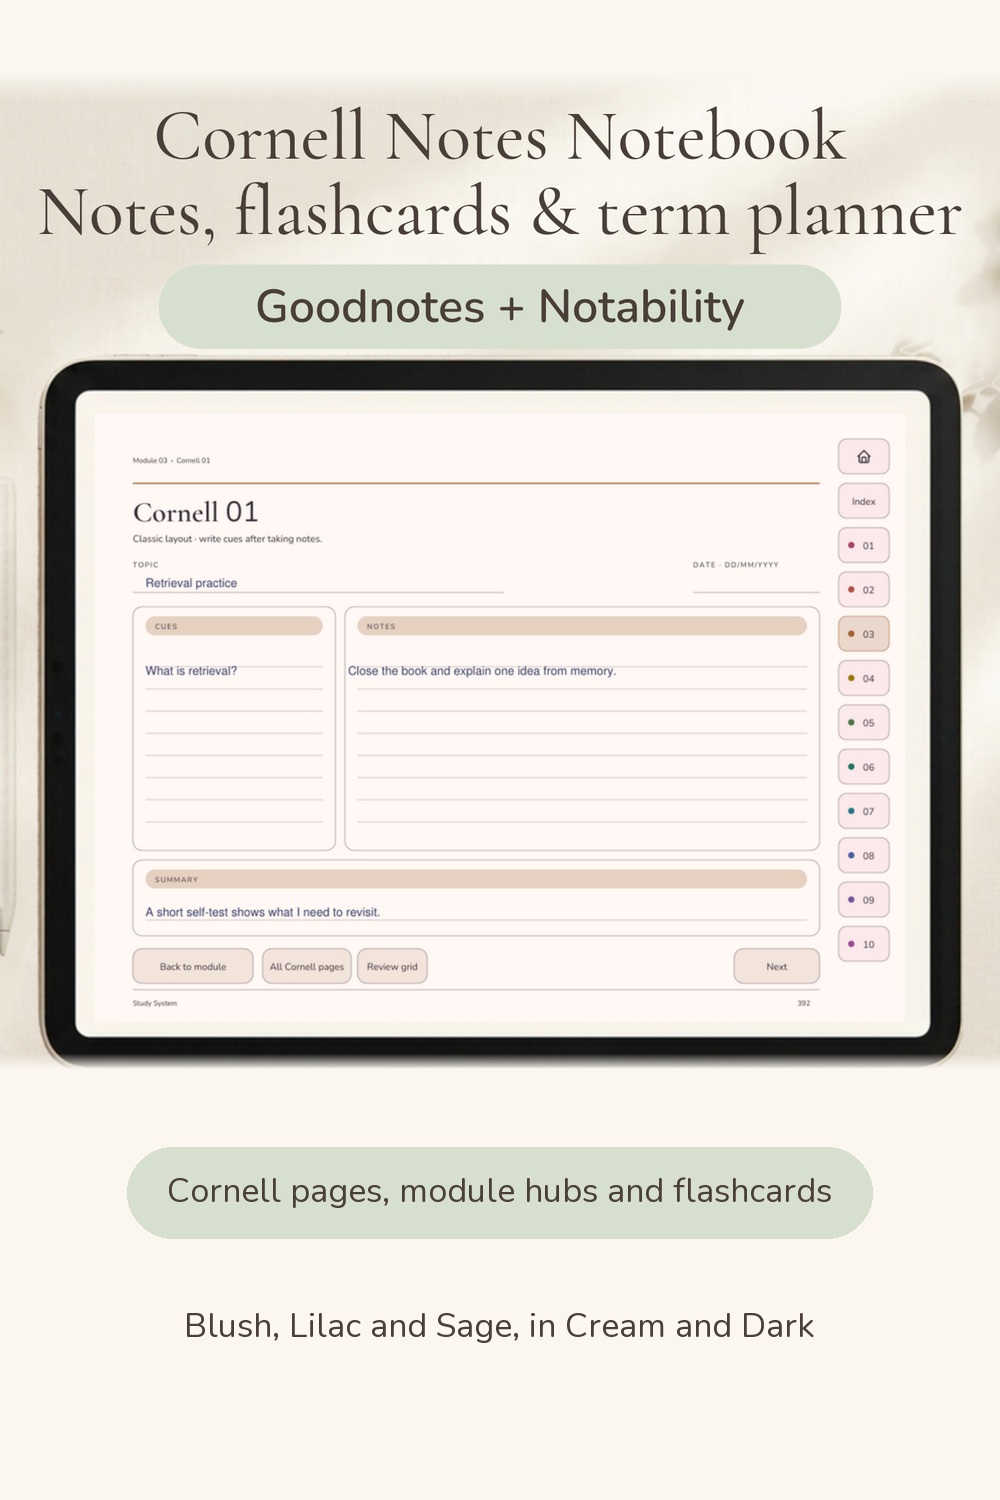 Cornell Notes Notebook
Notes, flashcards & term planner
Goodnotes + Notability
Module 03 · Cornell 01
Cornell 01
Classic layout · write cues after taking notes.
TOPIC
DATE · DD/MM/YYYY
Retrieval practice
CUES
NOTES
What is retrieval?
Close the book and explain one idea from memory.
SUMMARY
A short self-test shows what I need to revisit.
Back to module
All Cornell pages
Review grid
Next
Study System
392
Index
01
02
03
04
05
06
07
08
09
10
Cornell pages, module hubs and flashcards
Blush, Lilac and Sage, in Cream and Dark